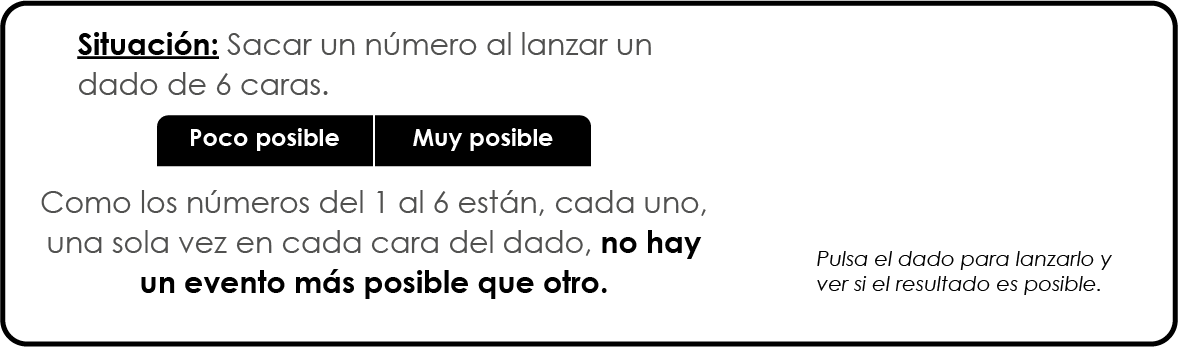 Situación: Sacar un número al lanzar un
dado de 6 caras.
Poco posible Muy posible
Como los números del 1 al 6 están, cada uno,
una sola vez en cada cara del dado, no hay
un evento más posible que otro.
Pulsa el dado para lanzarlo y
ver si el resultado es posible.